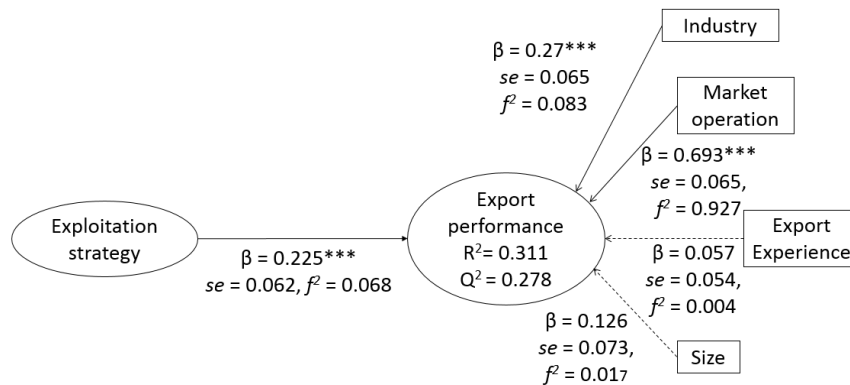 Industry
β = 0.27***
se = 0.065
f² = 0.083
Market
operation
β = 0.693***
se = 0.065,
f² = 0.927
Exploitation
strategy
β = 0.225***
se = 0.062, f² = 0.068
Export
performance
R²= 0.311
Q² = 0.278
Export
Experience
β = 0.057
se = 0.054,
f² = 0.004
β = 0.126
se = 0.073,
f² = 0.017
Size